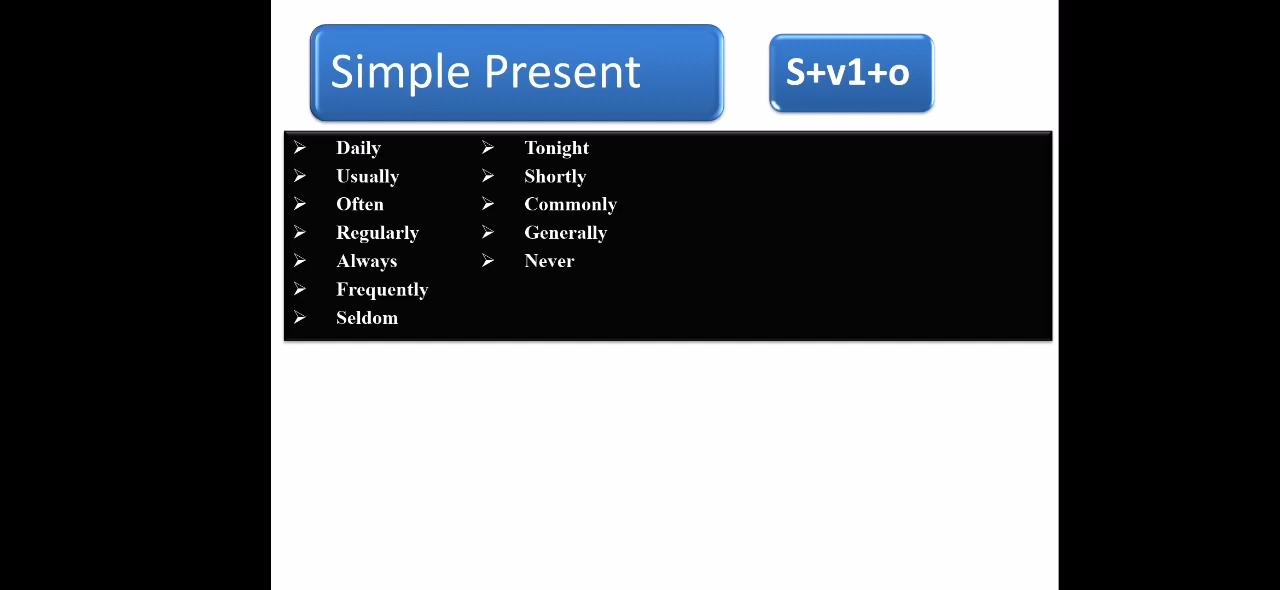 Simple Present
S+v1+o
Daily
Usually
Often
Regularly
Always
Frequently
Seldom
Tonight
Shortly
Commonly
Generally
Never